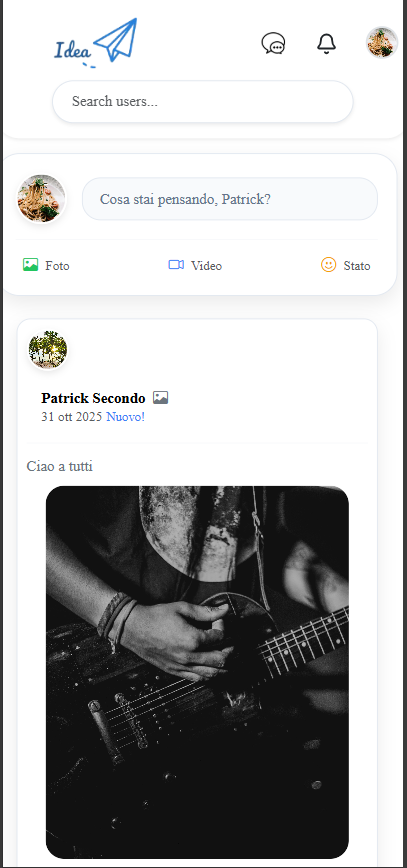 Idea
Search users...
Cosa stai pensando, Patrick?
Foto
Video
Stato
Patrick Secondo
31 ott 2025 Nuovo!
Ciao a tutti